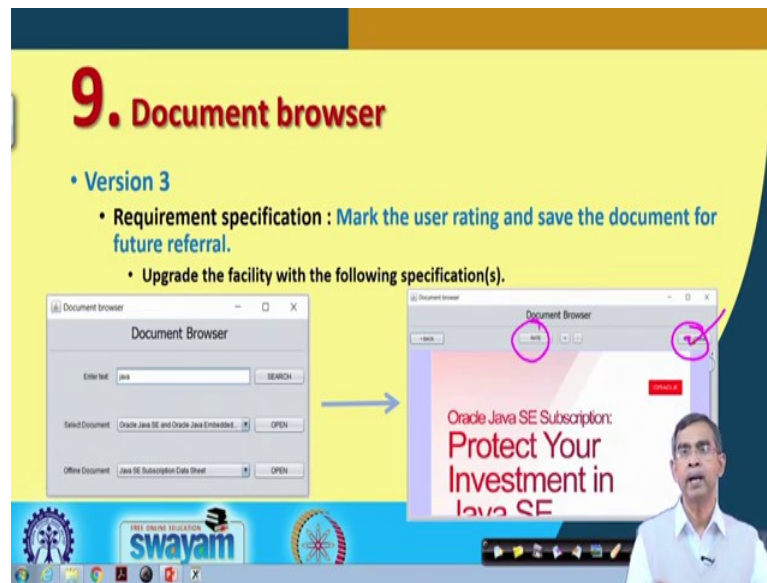 9. Document browser
• Version 3
• Requirement specification : Mark the user rating and save the document for
future referral.
• Upgrade the facility with the following specification(s).
Document browser
Document Browser
Enter text
java
SEARCH
Select Document
Oracle Java SE and Oracle Java Embedded...
OPEN
Offline Document
Java SE Subscription Data Sheet
OPEN
Document browser
Document Browser
< BACK
+
-
ORACLE
Oracle Java SE Subscription:
Protect Your
Investment in
Java SE
FREE ONLINE EDUCATION
swayam